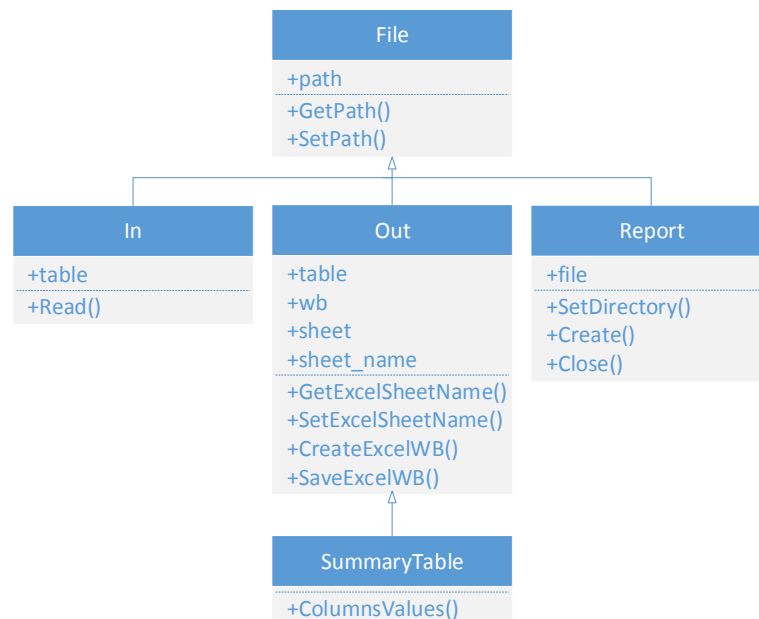 File
+path
+GetPath()
+SetPath()
In
+table
+Read()
Out
+table
+wb
+sheet
+sheet_name
+GetExcelSheetName()
+SetExcelSheetName()
+CreateExcelWB()
+SaveExcelWB()
Report
+file
+SetDirectory()
+Create()
+Close()
SummaryTable
+ColumnsValues()